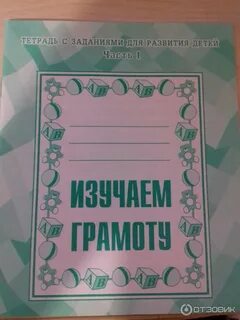 ТЕТРАДЬ С ЗАДАНИЯМИ ДЛЯ РАЗВИТИЯ ДЕТЕЙ
Часть 1
ИЗУЧАЕМ
ГРАМОТУ
ОТЗОВИК